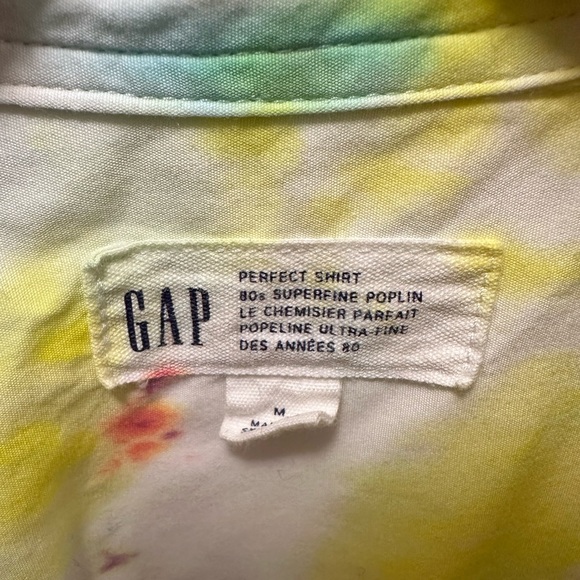 GAP
PERFECT SHIRT
80s SUPERFINE POPLIN
LE CHEMISIER PARFAIT
POPELINE ULTRA-FINE
DES ANNÉES 80
M